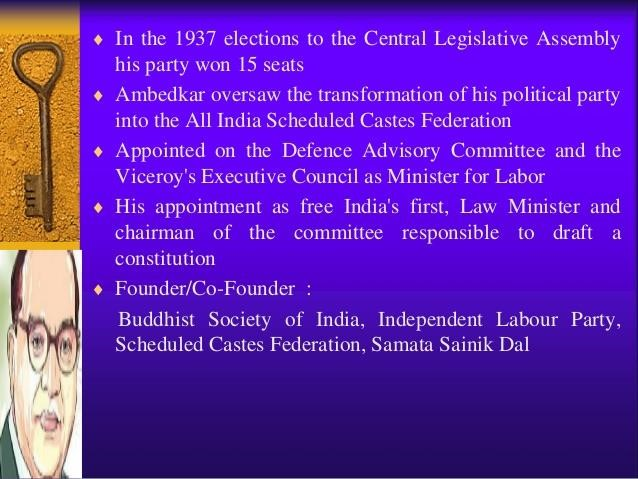 ♦ In the 1937 elections to the Central Legislative Assembly
his party won 15 seats
♦ Ambedkar oversaw the transformation of his political party
into the All India Scheduled Castes Federation
♦ Appointed on the Defence Advisory Committee and the
Viceroy's Executive Council as Minister for Labor
♦ His appointment as free India's first, Law Minister and
chairman of the committee responsible to draft a
constitution
♦ Founder/Co-Founder :
Buddhist Society of India, Independent Labour Party,
Scheduled Castes Federation, Samata Sainik Dal